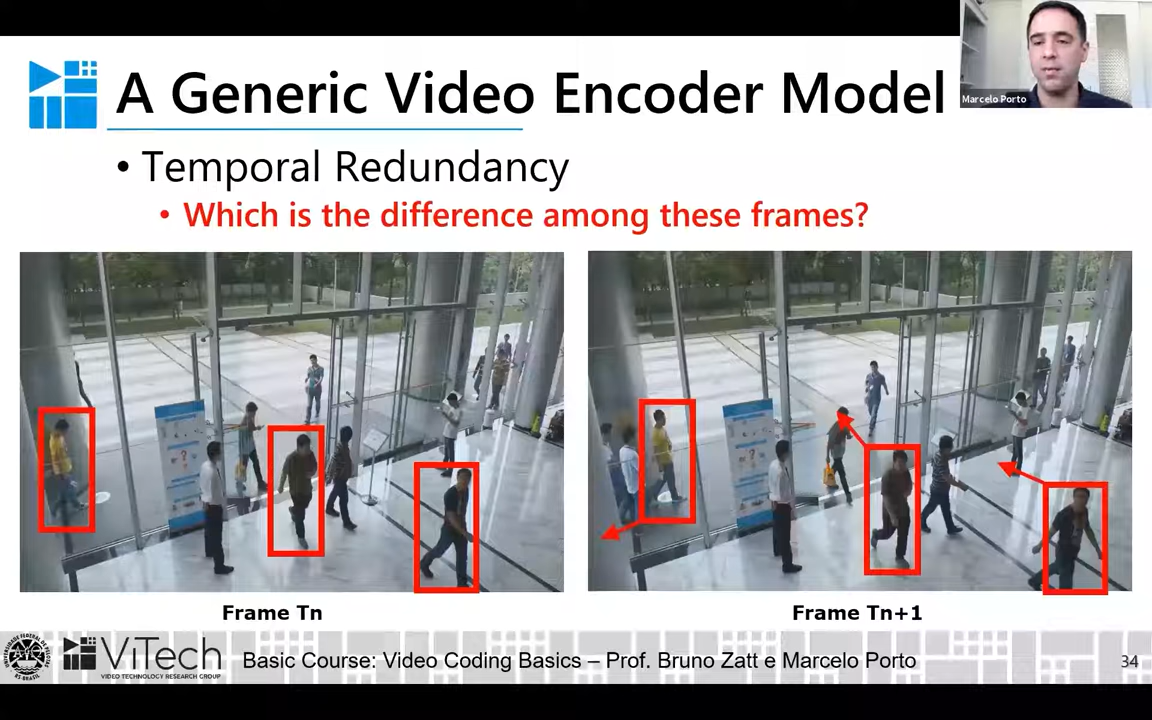 A Generic Video Encoder Model
Marcelo Porto
• Temporal Redundancy
• Which is the difference among these frames?
Frame Tn
Frame Tn+1
ViTech
VIDEO TECHNOLOGY RESEARCH GROUP
Basic Course: Video Coding Basics – Prof. Bruno Zatt e Marcelo Porto
34